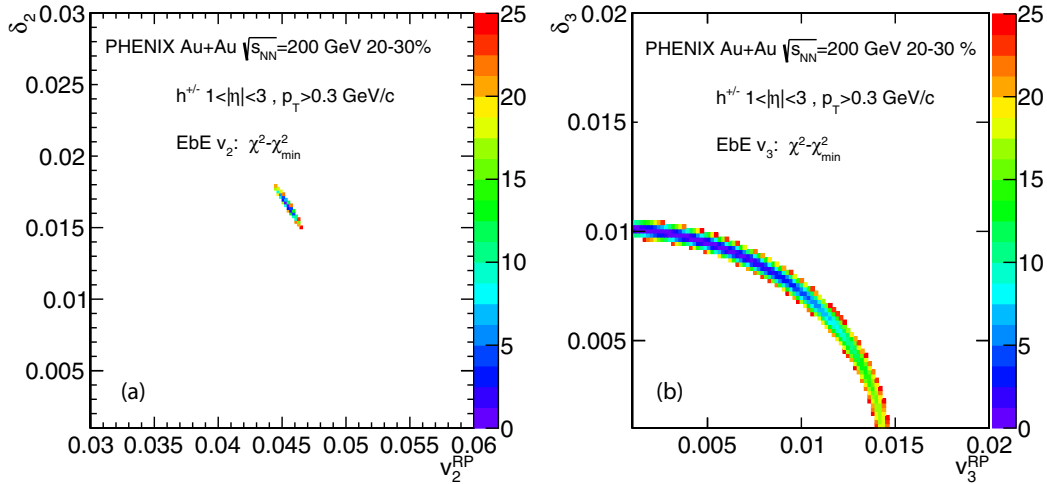 δ2
0.03
0.025
0.02
0.015
0.01
0.005
PHENIX Au+Au √sNN=200 GeV 20-30%
h+/- 1<|η|<3 , pT>0.3 GeV/c
EbE v2: χ2-χ2min
(a)
0.03 0.035 0.04 0.045 0.05 0.055 0.06
v2RP
25
20
15
10
5
0
δ3
0.02
0.015
0.01
0.005
PHENIX Au+Au √sNN=200 GeV 20-30 %
h+/- 1<|η|<3 , pT>0.3 GeV/c
EbE v3: χ2-χ2min
(b)
0.005 0.01 0.015 0.02
v3RP
25
20
15
10
5
0